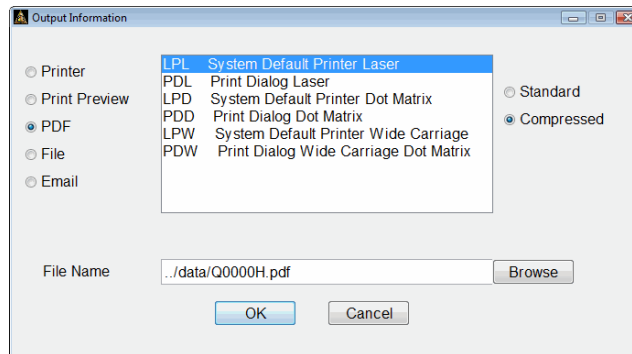 Output Information
Printer
Print Preview
PDF
File
Email
LPL System Default Printer Laser
PDL Print Dialog Laser
LPD System Default Printer Dot Matrix
PDD Print Dialog Dot Matrix
LPW System Default Printer Wide Carriage
PDW Print Dialog Wide Carriage Dot Matrix
Standard
Compressed
File Name ../data/Q0000H.pdf Browse
OK Cancel